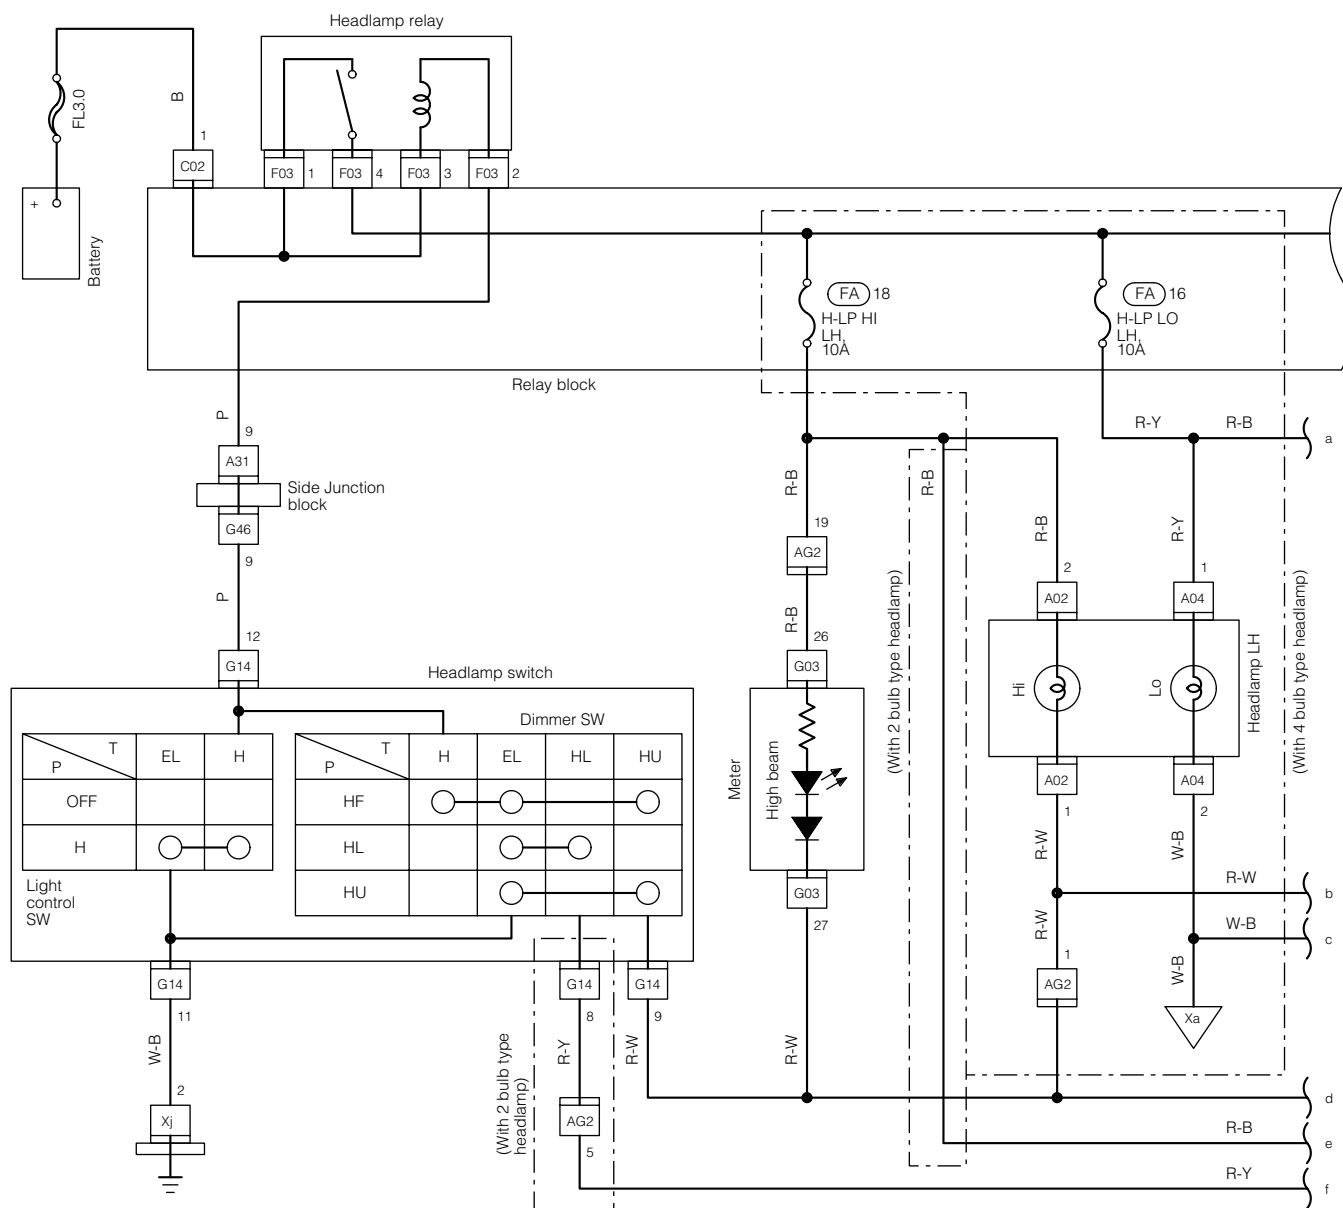 Headlamp relay
FL3.0
B
1
C02
F03
1
F03
4
F03
3
F03
2
+
Battery
FA
18
H-LP HI
LH,
10A
FA
16
H-LP LO
LH,
10A
Relay block
P
9
A31
Side Junction
block
G46
9
P
12
G14
R-Y
R-B
a
R-B
R-B
R-B
R-Y
19
AG2
R-B
26
G03
2
A02
1
A04
(With 2 bulb type headlamp)
(With 4 bulb type headlamp)
Headlamp switch
Dimmer SW
T
P
EL
H
OFF
H
Light
control
SW
T
P
H
EL
HL
HU
HF
HL
HU
Meter
High beam
Hi
Lo
Headlamp LH
A02
1
A04
2
R-W
W-B
R-W
b
R-W
W-B
c
G03
27
1
AG2
W-B
Xa
G14
11
G14
8
G14
9
W-B
R-Y
R-W
R-W
(With 2 bulb type
headlamp)
2
Xj
AG2
5
d
R-B
e
R-Y
f